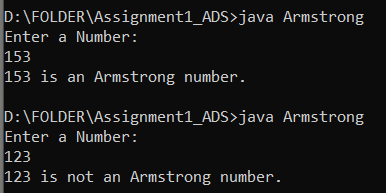 D:\FOLDER\Assignment1_ADS>java Armstrong
Enter a Number:
153
153 is an Armstrong number.
D:\FOLDER\Assignment1_ADS>java Armstrong
Enter a Number:
123
123 is not an Armstrong number.